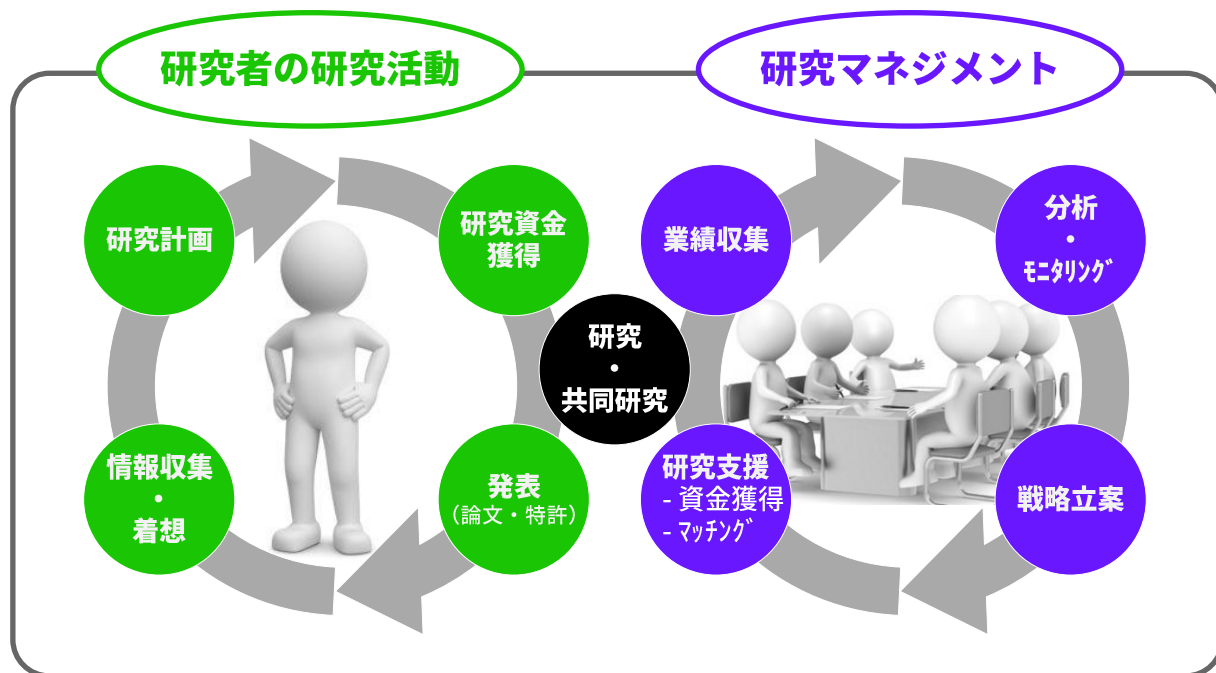 研究者の研究活動
研究マネジメント
研究計画
研究資金
獲得
情報収集
・
着想
発表
（論文・特許）
研究
・
共同研究
業績収集
分析
・
ﾓﾆﾀﾘﾝｸﾞ
研究支援
- 資金獲得
- ﾏｯﾁﾝｸﾞ
戦略立案